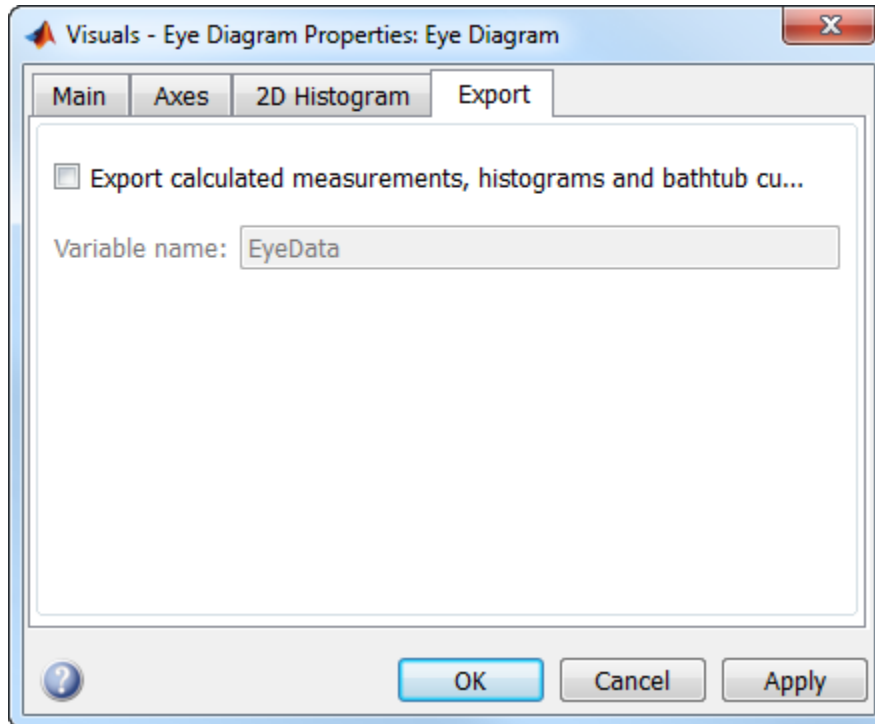 Visuals - Eye Diagram Properties: Eye Diagram
Main Axes 2D Histogram Export
Export calculated measurements, histograms and bathtub cu...
Variable name: EyeData
?
OK Cancel Apply